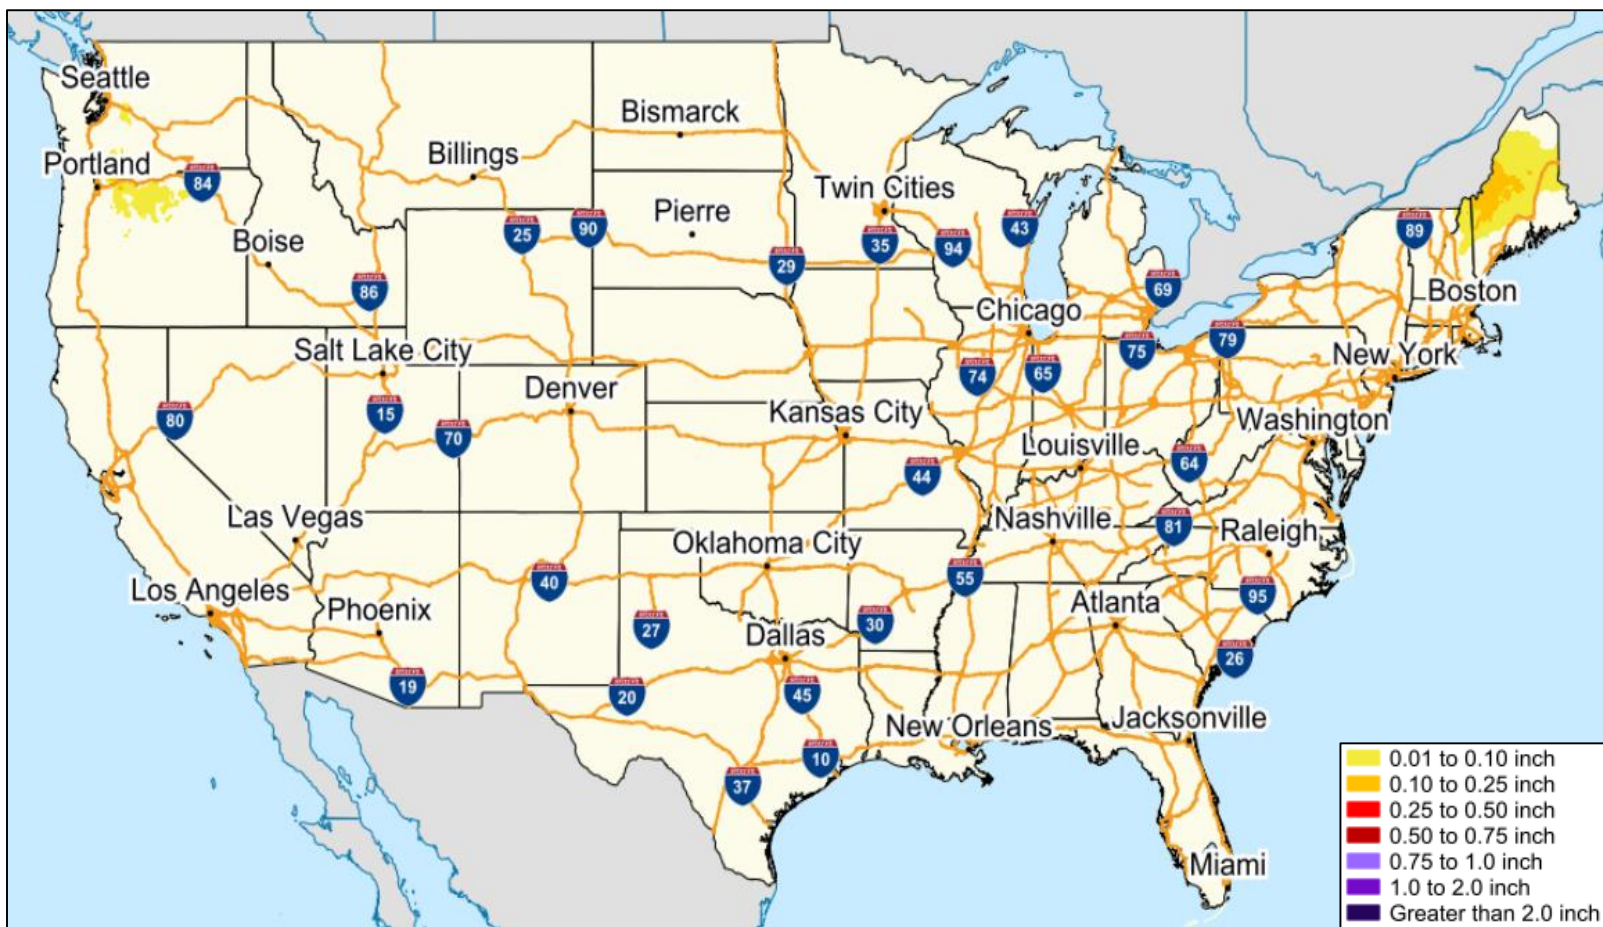 Seattle
Bismarck
Portland
Billings
84
Twin Cities
Pierre
25
90
43
89
Boise
35
94
29
86
69
Boston
Chicago
Salt Lake City
79
75
New York
Denver
74
65
80
15
Kansas City
Washington
70
Louisville
64
44
Las Vegas
Nashville
81
Raleigh
Oklahoma City
40
55
Los Angeles
Phoenix
95
Atlanta
27
30
Dallas
26
19
20
45
New Orleans
Jacksonville
10
37
Miami
0.01 to 0.10 inch
0.10 to 0.25 inch
0.25 to 0.50 inch
0.50 to 0.75 inch
0.75 to 1.0 inch
1.0 to 2.0 inch
Greater than 2.0 inch